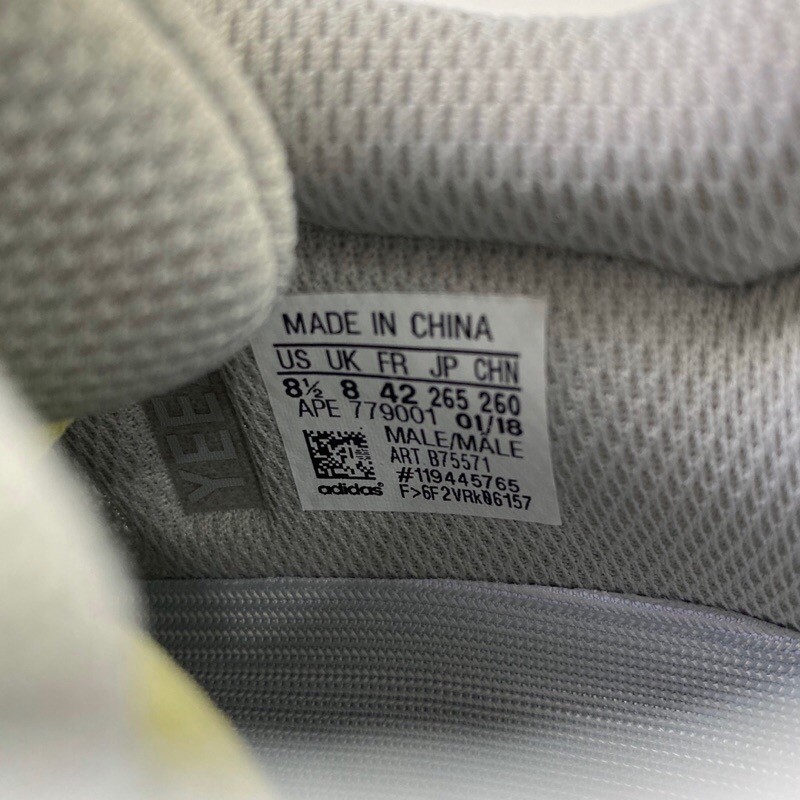 MADE IN CHINA
US UK FR JP CHN
8½ 8 42 265 260
APE 779001 01/18
MALE/MALE
ART B75571
#119445765
adidas® F>6F2VRk06157
YEE